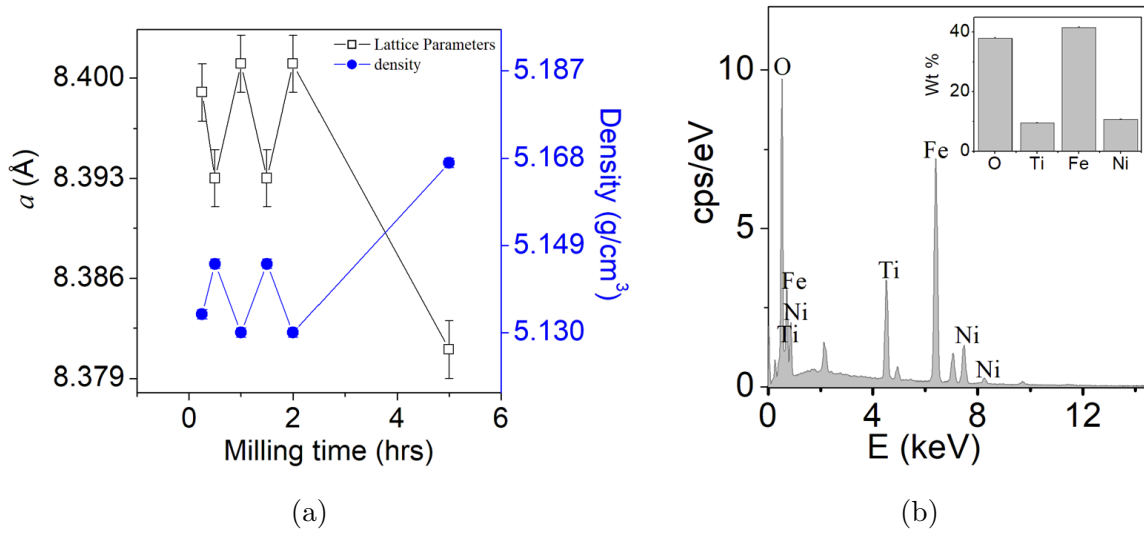 Lattice Parameters
density
8.400
8.393
8.386
8.379
a (Å)
5.187
5.168
5.149
5.130
Density (g/cm³)
0
2
4
6
Milling time (hrs)
(a)
10
5
0
cps/eV
O
Fe
Ni
Ti
Ti
Fe
Ni
Ni
0
4
8
12
E (keV)
40
20
0
Wt %
O
Ti
Fe
Ni
(b)